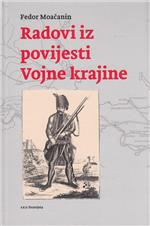 Fedor Moačanin
Radovi iz
povijesti
Vojne krajine